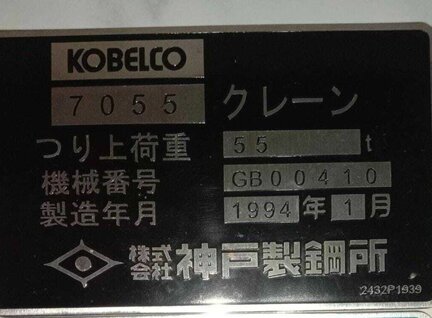 KOBELCO
7055 クレーン
つり上荷重 55 t
機械番号 GB00410
製造年月 1994年1月
株式会社 神戸製鋼所
2432P1939